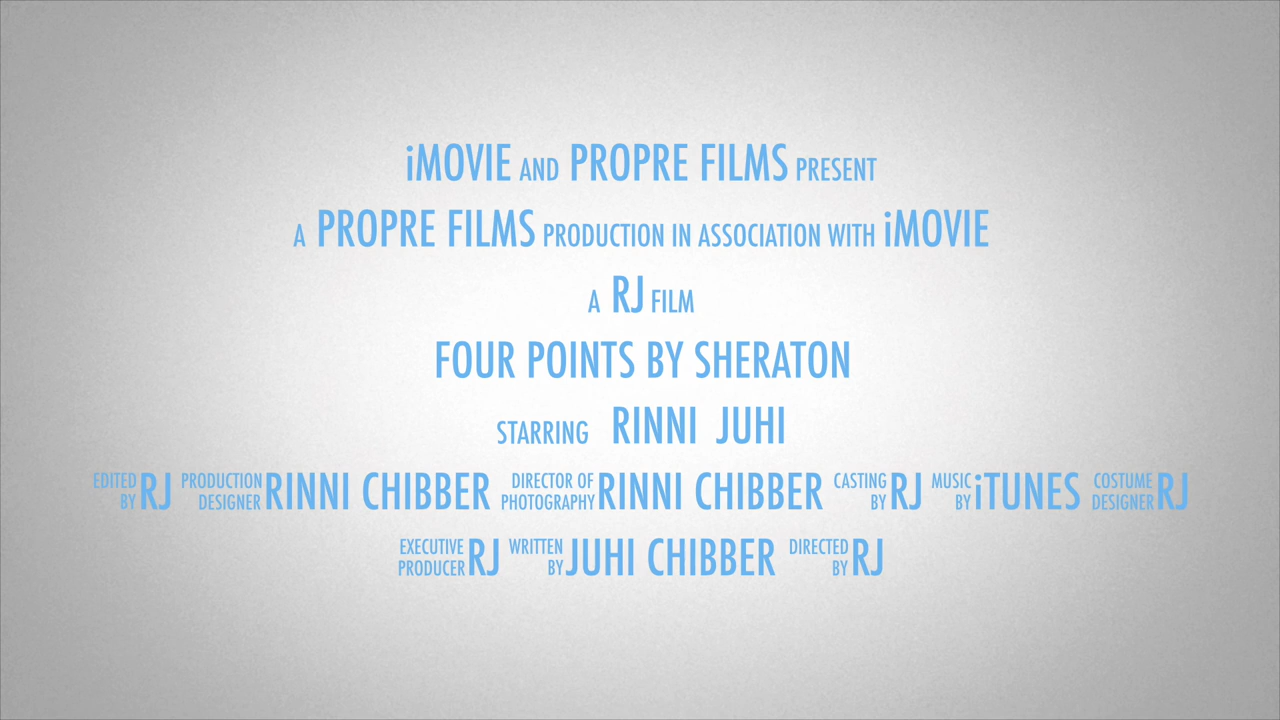 iMOVIE AND PROPRE FILMS PRESENT
A PROPRE FILMS PRODUCTION IN ASSOCIATION WITH iMOVIE
A RJ FILM
FOUR POINTS BY SHERATON
STARRING RINNI JUHI
EDITED BY RJ PRODUCTION DESIGNER RINNI CHIBBER DIRECTOR OF PHOTOGRAPHY RINNI CHIBBER CASTING BY RJ MUSIC BY iTUNES COSTUME DESIGNER RJ
EXECUTIVE PRODUCER RJ WRITTEN BY JUHI CHIBBER DIRECTED BY RJ